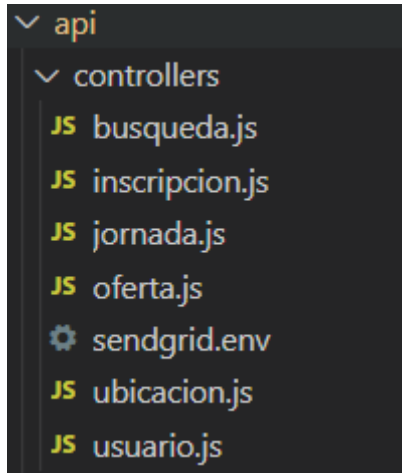 api
controllers
JS busqueda.js
JS inscripcion.js
JS jornada.js
JS oferta.js
sendgrid.env
JS ubicacion.js
JS usuario.js